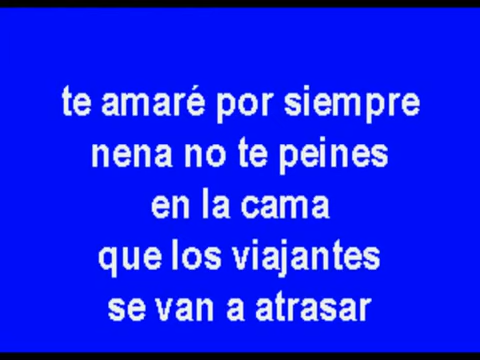 te amaré por siempre
nena no te peines
en la cama
que los viajantes
se van a atrasar